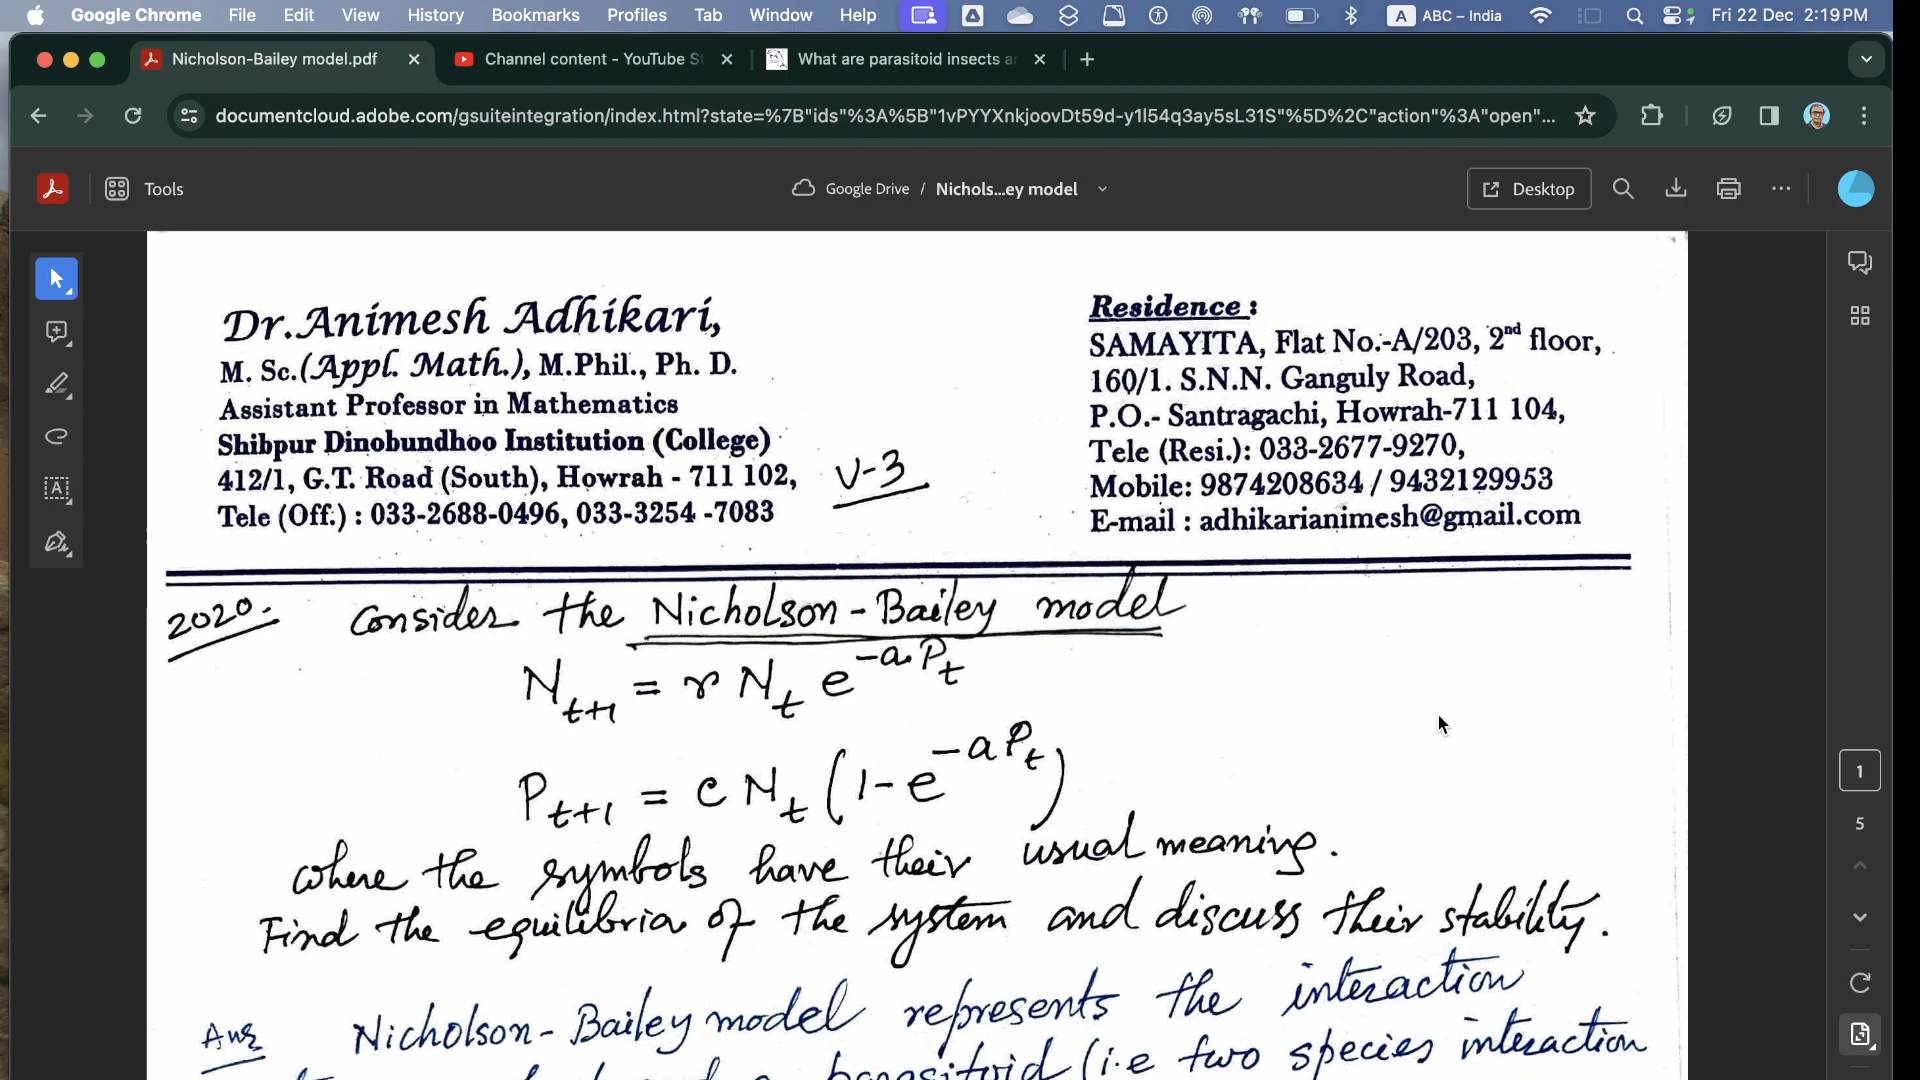 Google Chrome File Edit View History Bookmarks Profiles Tab Window Help A ABC – India Fri 22 Dec 2:19 PM
Nicholson-Bailey model.pdf Channel content - YouTube S What are parasitoid insects a
documentcloud.adobe.com/gsuiteintegration/index.html?state=%7B"ids"%3A%5B"1vPYYXnkjoovDt59d-y1l54q3ay5sL31S"%5D%2C"action"%3A"open"...
Tools Google Drive / Nichols...ey model Desktop
Dr.Animesh Adhikari,
M. Sc.(Appl. Math.), M.Phil., Ph. D.
Assistant Professor in Mathematics
Shibpur Dinobundhoo Institution (College)
412/1, G.T. Road (South), Howrah - 711 102,
Tele (Off.) : 033-2688-0496, 033-3254 -7083
V-3
Residence :
SAMAYITA, Flat No.-A/203, 2nd floor,
160/1. S.N.N. Ganguly Road,
P.O.- Santragachi, Howrah-711 104,
Tele (Resi.): 033-2677-9270,
Mobile: 9874208634 / 9432129953
E-mail : adhikarianimesh@gmail.com
2020. Consider the Nicholson-Bailey model
N_{t+1} = r N_t e^{-a P_t}
P_{t+1} = c N_t (1 - e^{-a P_t})
where the symbols have their usual meaning.
Find the equilibria of the system and discuss their stability.
Ans Nicholson-Bailey model represents the interaction
parasitoid (i.e two species interaction
1
5